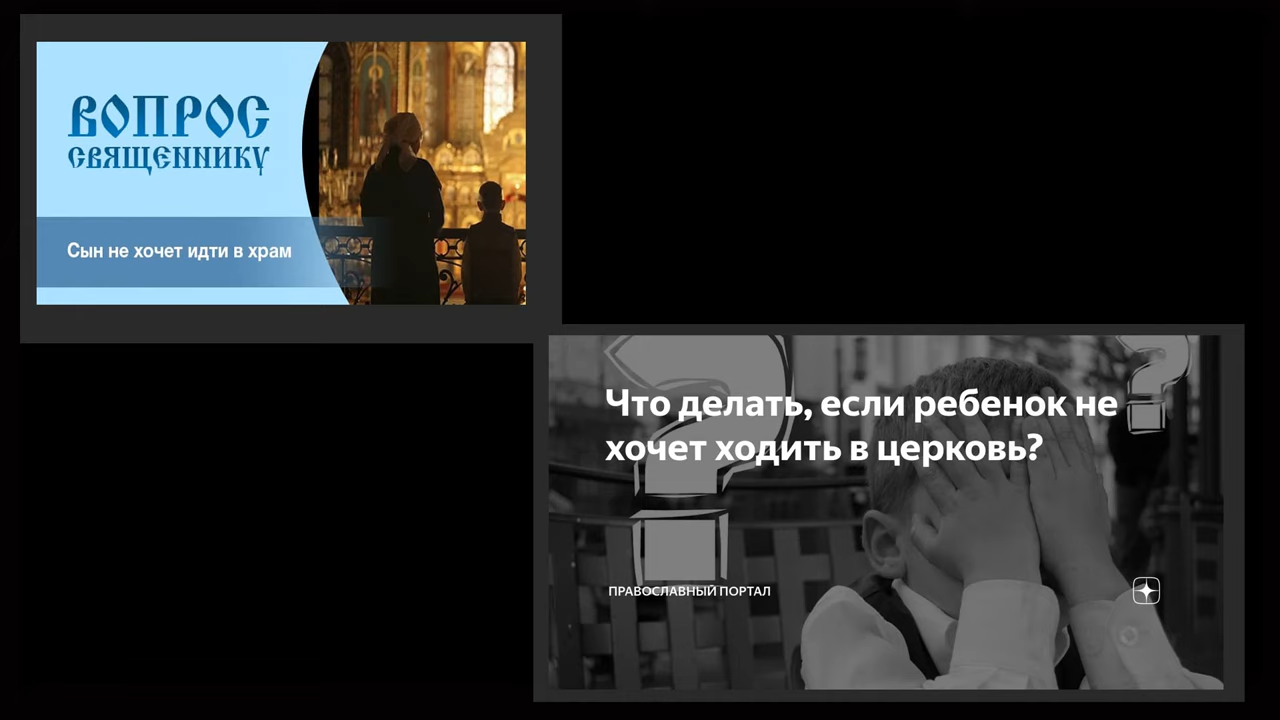 ВОПРОС
СВЯЩЕННИКУ
Сын не хочет идти в храм
Что делать, если ребенок не
хочет ходить в церковь?
ПРАВОСЛАВНЫЙ ПОРТАЛ